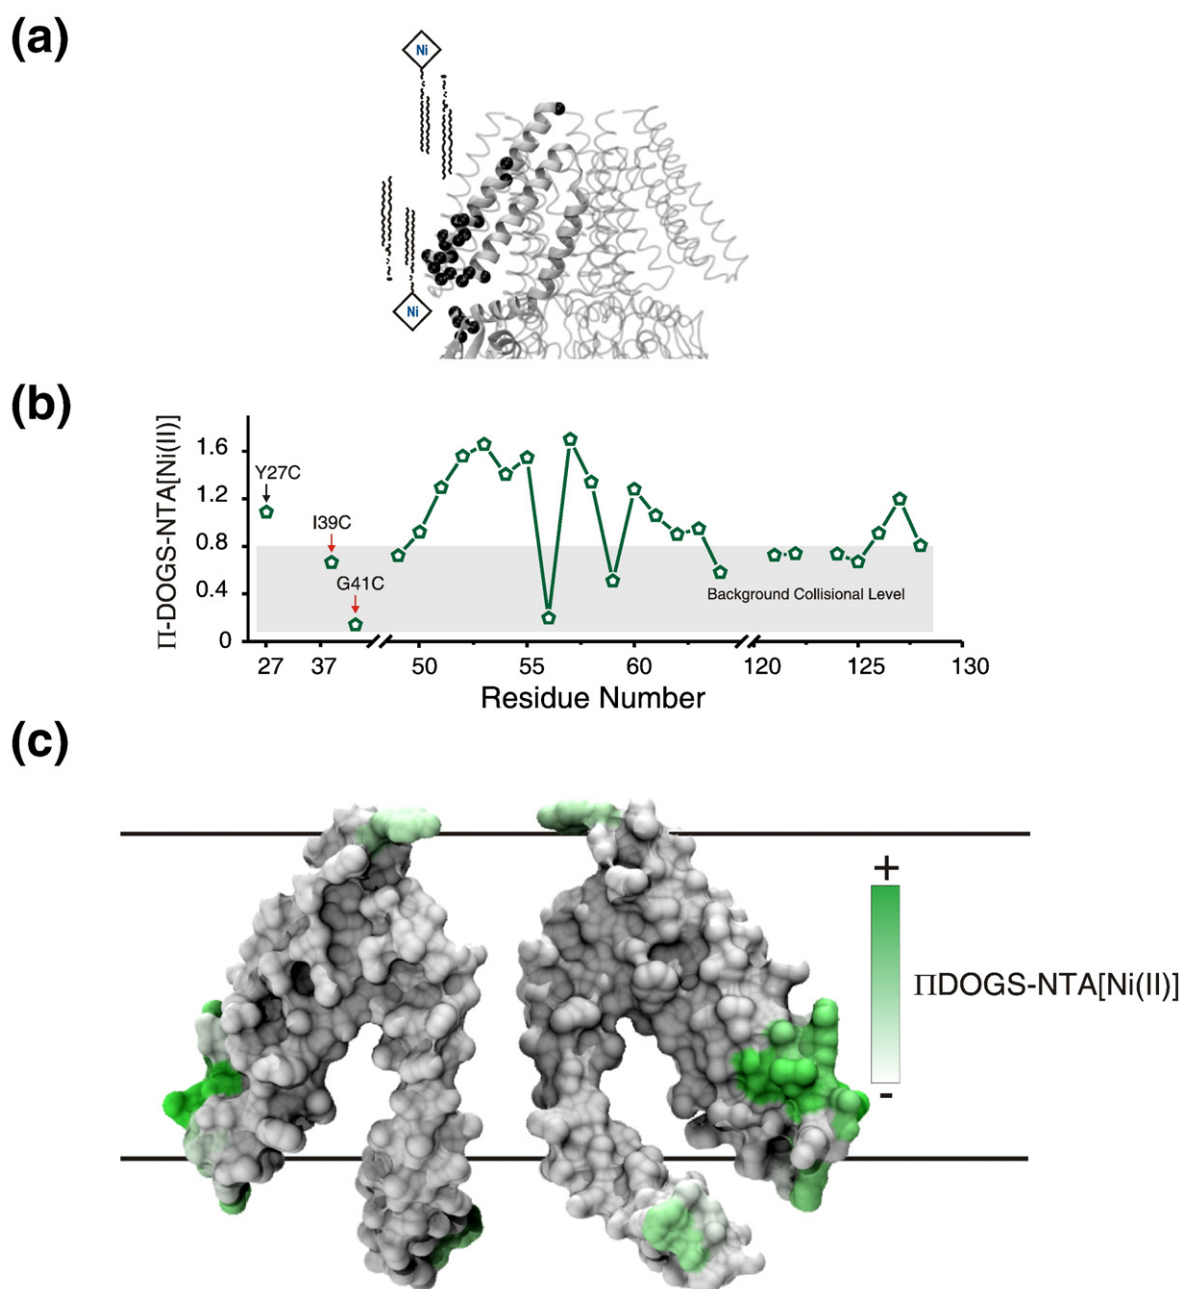 (a)
Ni
Ni
(b)
Π-DOGS-NTA[Ni(II)]
1.6
1.2
0.8
0.4
0
Y27C
I39C
G41C
Background Collisional Level
27 37 50 55 60 120 125 130
Residue Number
(c)
+
ΠDOGS-NTA[Ni(II)]
-